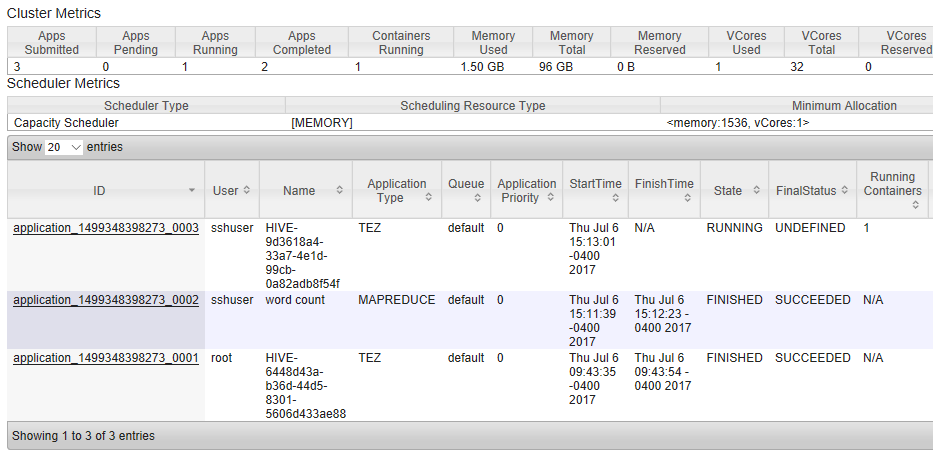 Cluster Metrics
Apps Submitted Apps Pending Apps Running Apps Completed Containers Running Memory Used Memory Total Memory Reserved VCores Used VCores Total VCores Reserved
3 0 1 2 1 1.50 GB 96 GB 0 B 1 32 0
Scheduler Metrics
Scheduler Type Scheduling Resource Type Minimum Allocation
Capacity Scheduler [MEMORY] <memory:1536, vCores:1>
Show 20 entries
ID User Name Application Type Queue Application Priority StartTime FinishTime State FinalStatus Running Containers
application_1499348398273_0003 sshuser HIVE-9d3618a4-33a7-4e1d-99cb-0a82adb8f54f TEZ default 0 Thu Jul 6 15:13:01 -0400 2017 N/A RUNNING UNDEFINED 1
application_1499348398273_0002 sshuser word count MAPREDUCE default 0 Thu Jul 6 15:11:39 -0400 2017 Thu Jul 6 15:12:23 -0400 2017 FINISHED SUCCEEDED N/A
application_1499348398273_0001 root HIVE-6448d43a-b36d-44d5-8301-5606d433ae88 TEZ default 0 Thu Jul 6 09:43:35 -0400 2017 Thu Jul 6 09:43:54 -0400 2017 FINISHED SUCCEEDED N/A
Showing 1 to 3 of 3 entries